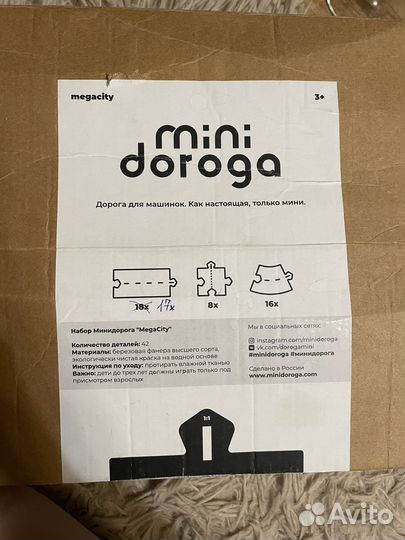 megacity
3+
mini
doroga
Дорога для машинок. Как настоящая, только мини.
18x 17x
8x
16x
Набор Минидорога "MegaCity"
Количество деталей: 42
Материалы: березовая фанера высшего сорта,
экологически чистая краска на водной основе
Инструкция по уходу: протирать влажной тканью
Важно: дети до трех лет должны играть только под
присмотром взрослых
Мы в социальных сетях:
instagram.com/minidoroga
vk.com/dorogamini
#minidoroga #минидорога
Сделано в России
www.minidoroga.com
1:1
Avito